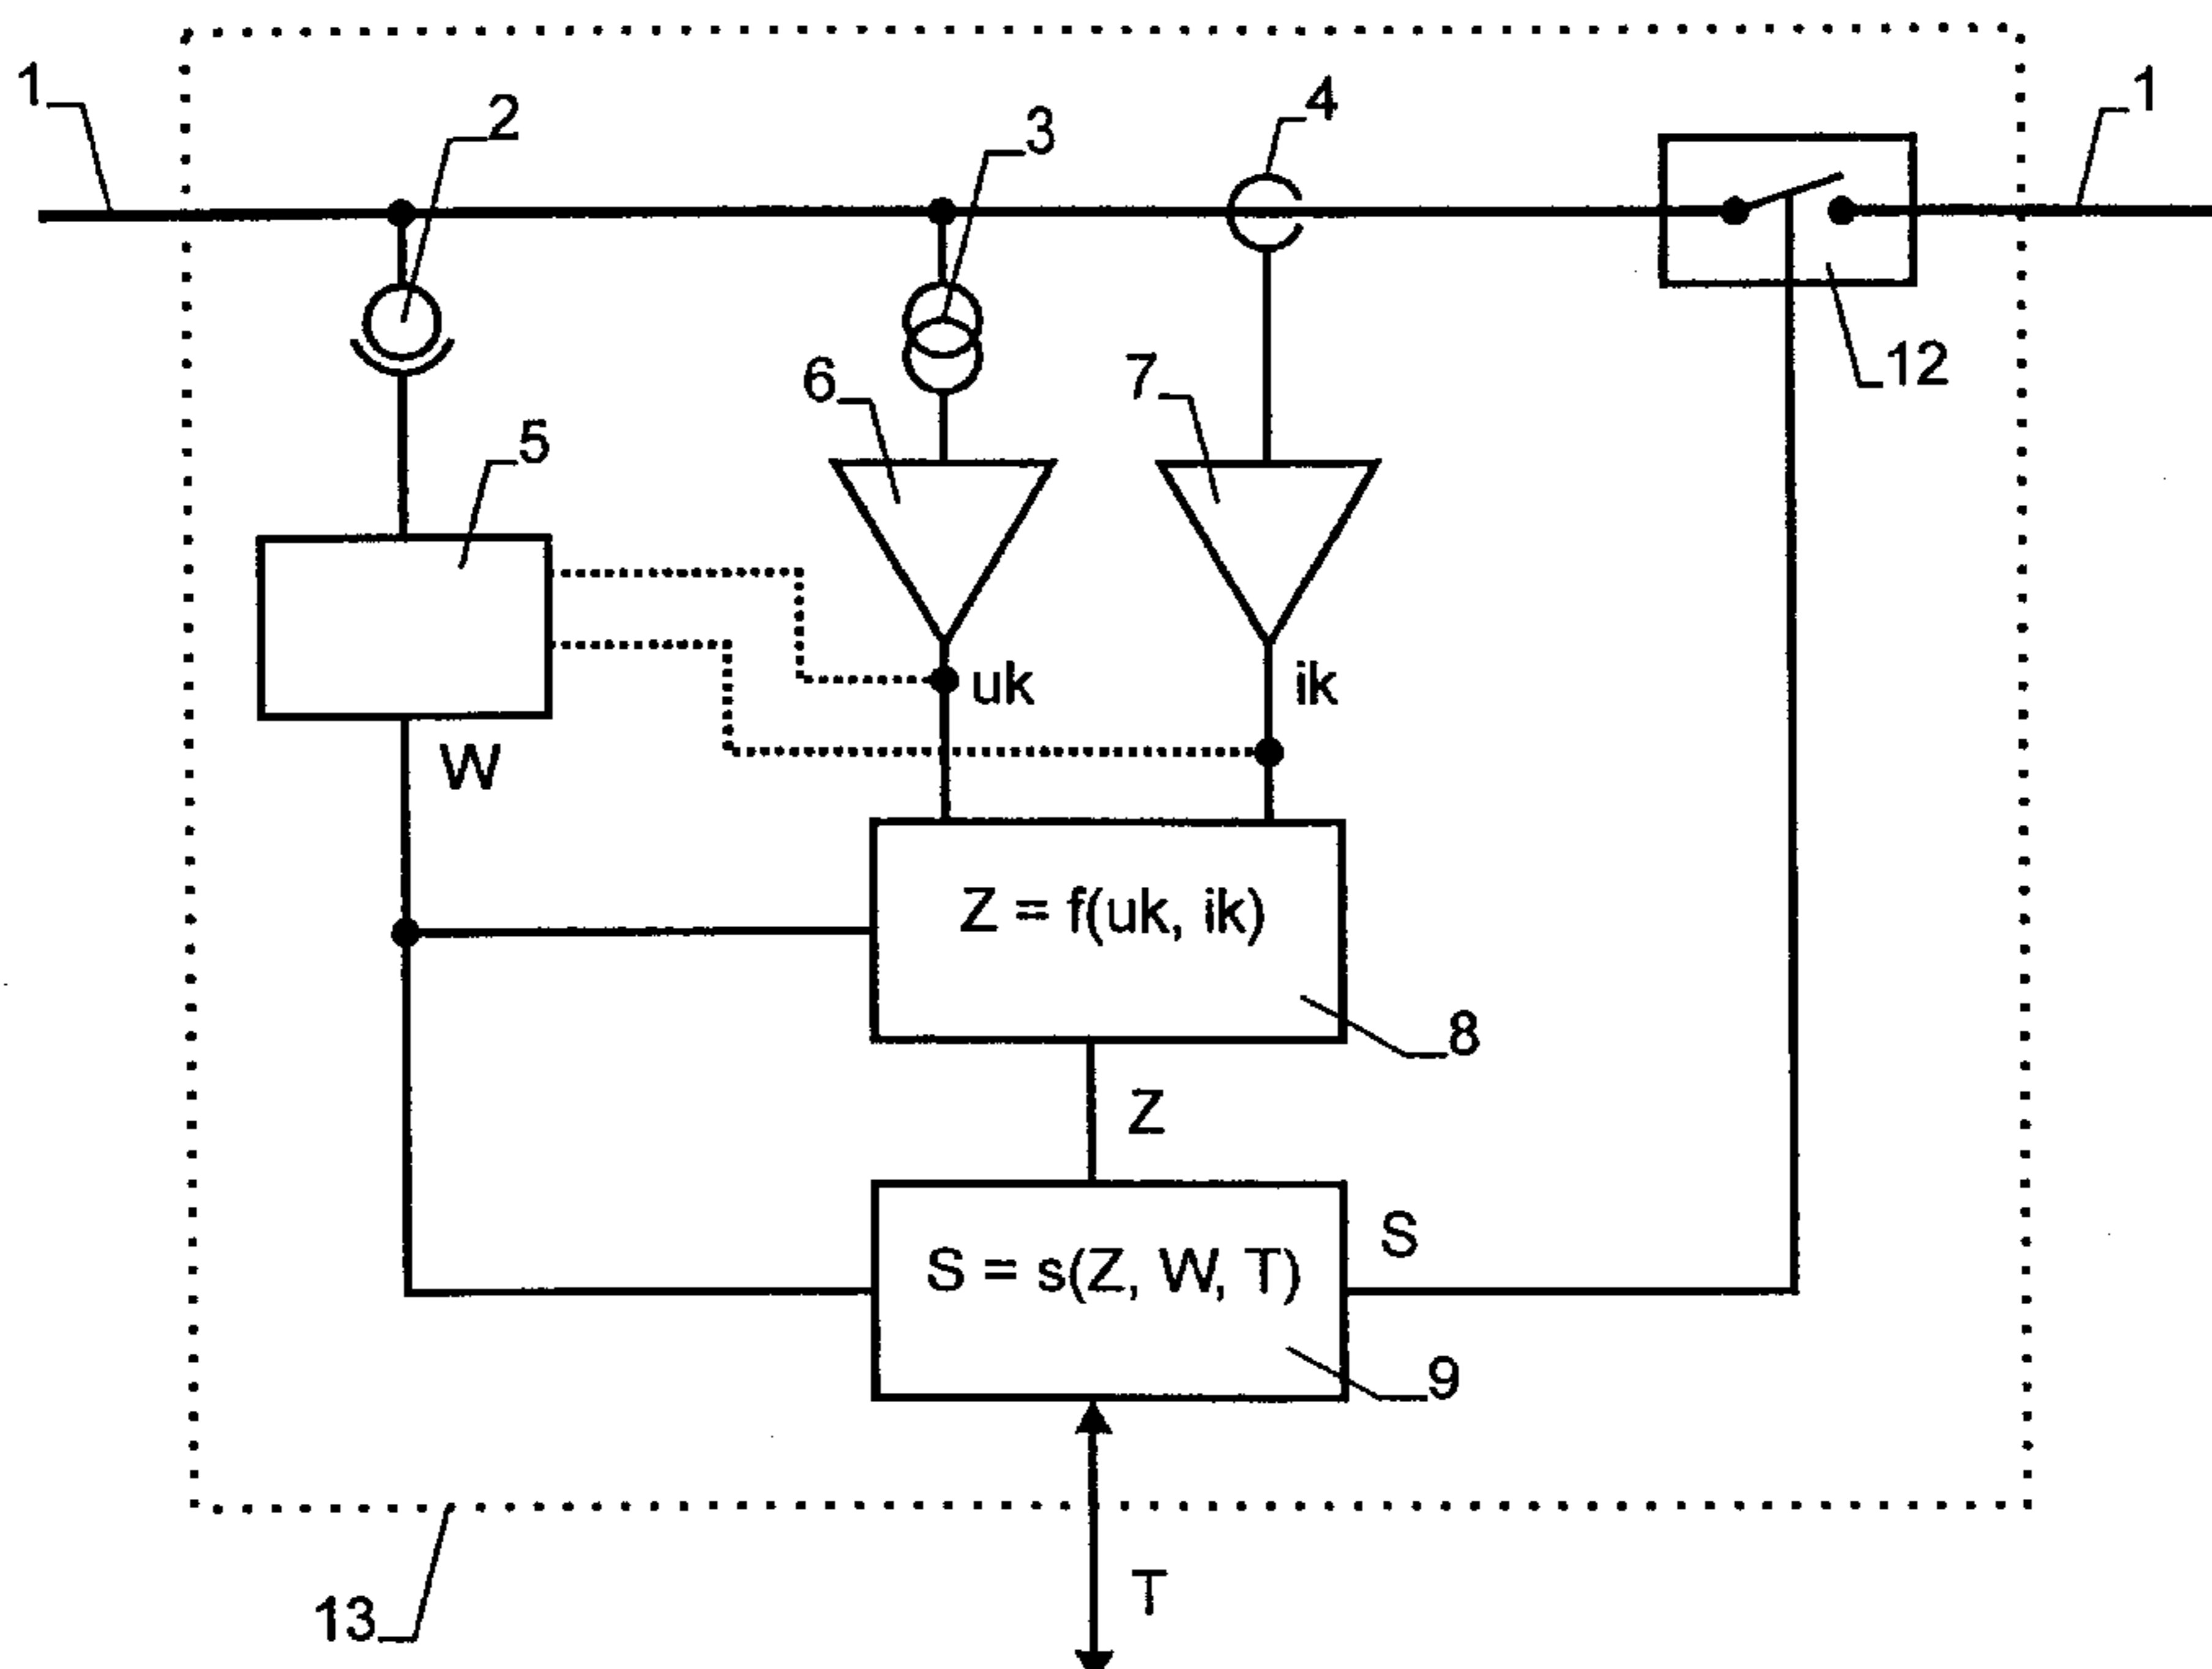 1
2
3
4
1
12
6
7
5
uk
ik
W
Z = f(uk, ik)
8
Z
S
S = s(Z, W, T)
9
T
13